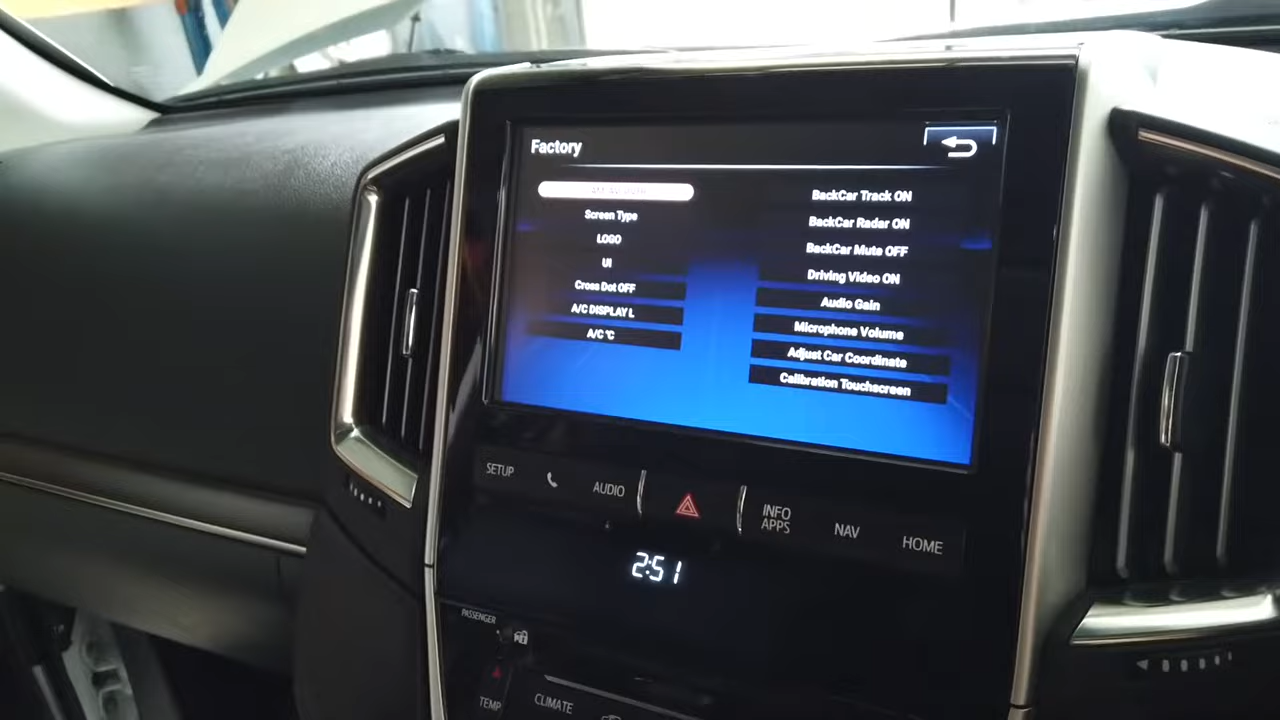 Factory
Screen Type
LOGO
UI
Cross Dot OFF
A/C DISPLAY L
A/C °C
BackCar Track ON
BackCar Radar ON
BackCar Mute OFF
Driving Video ON
Audio Gain
Microphone Volume
Adjust Car Coordinate
Calibration Touchscreen
SETUP
AUDIO
INFO
APPS
NAV
HOME
2:51
PASSENGER
TEMP
CLIMATE